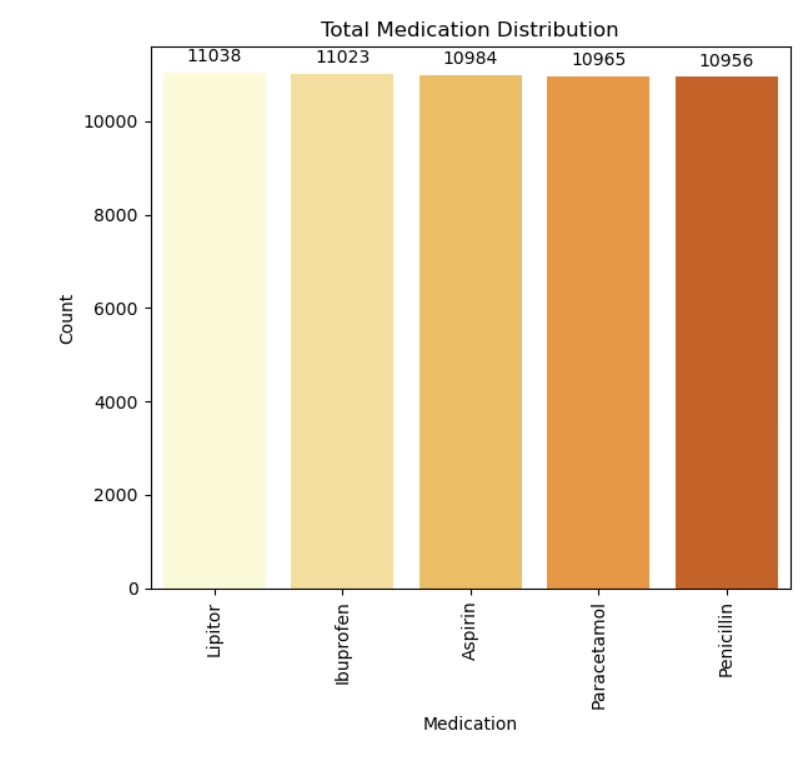 Total Medication Distribution
11038 11023 10984 10965 10956
10000
8000
6000
4000
2000
0
Count
Lipitor
Ibuprofen
Aspirin
Paracetamol
Penicillin
Medication